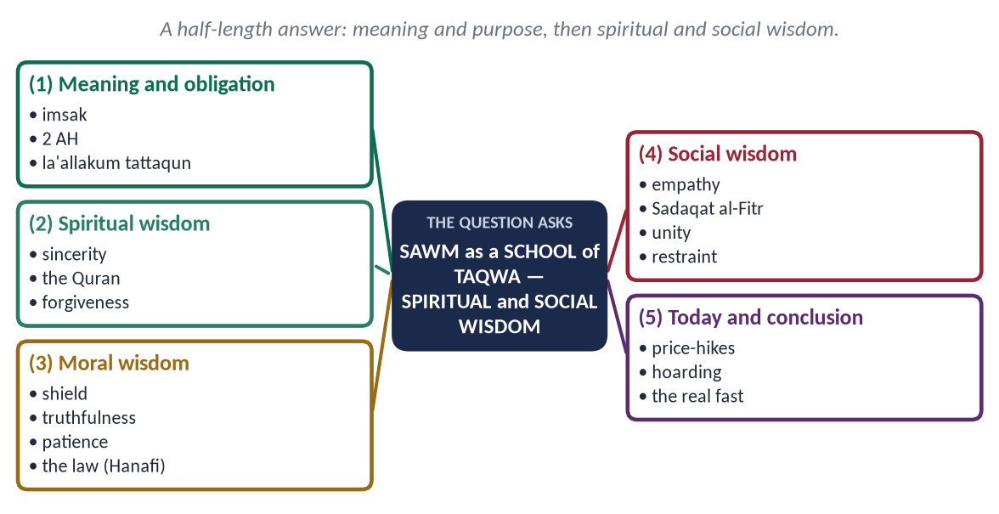 A half-length answer: meaning and purpose, then spiritual and social wisdom.
(1) Meaning and obligation
• imsak
• 2 AH
• la'allakum tattaqun
(2) Spiritual wisdom
• sincerity
• the Quran
• forgiveness
(3) Moral wisdom
• shield
• truthfulness
• patience
• the law (Hanafi)
THE QUESTION ASKS
SAWM as a SCHOOL of
TAQWA —
SPIRITUAL and SOCIAL
WISDOM
(4) Social wisdom
• empathy
• Sadaqat al-Fitr
• unity
• restraint
(5) Today and conclusion
• price-hikes
• hoarding
• the real fast